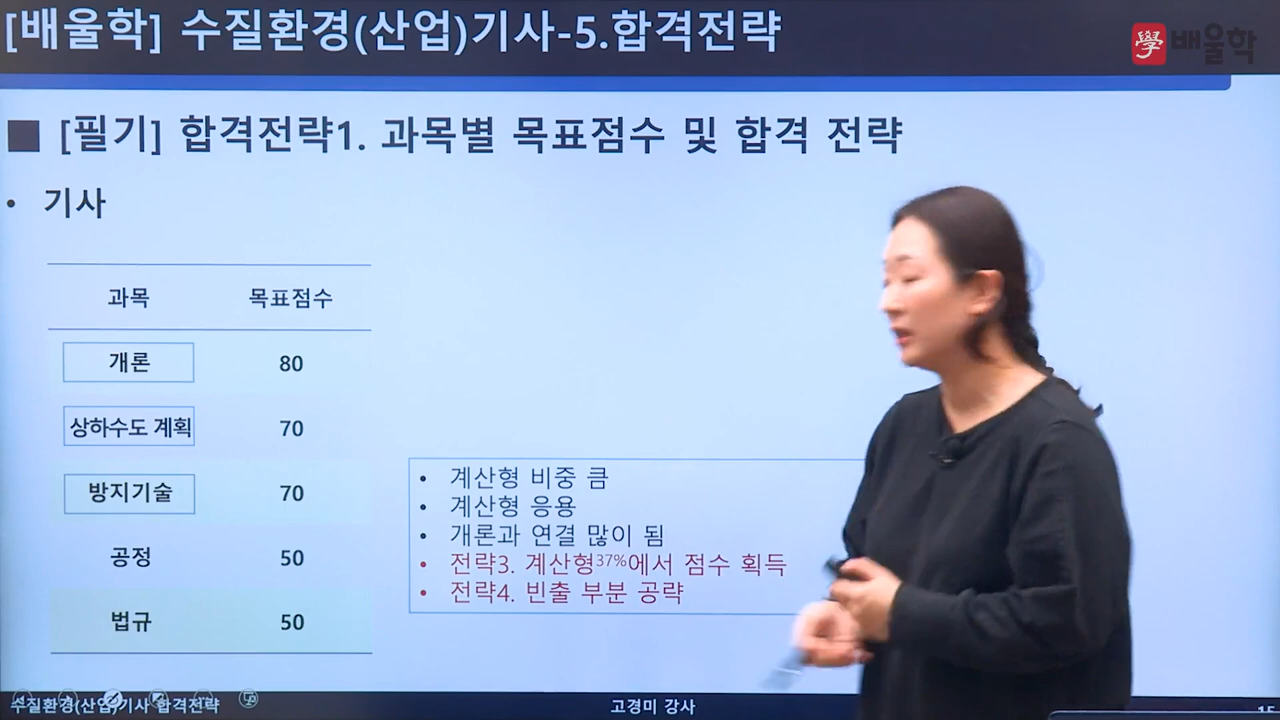 [배울학] 수질환경(산업)기사-5.합격전략
學 배울학
■ [필기] 합격전략1. 과목별 목표점수 및 합격 전략
• 기사
과목 목표점수
개론 80
상하수도 계획 70
방지기술 70
공정 50
법규 50
• 계산형 비중 큼
• 계산형 응용
• 개론과 연결 많이 됨
• 전략3. 계산형37%에서 점수 획득
• 전략4. 빈출 부분 공략
수질환경(산업)기사 합격전략
고경미 강사
15